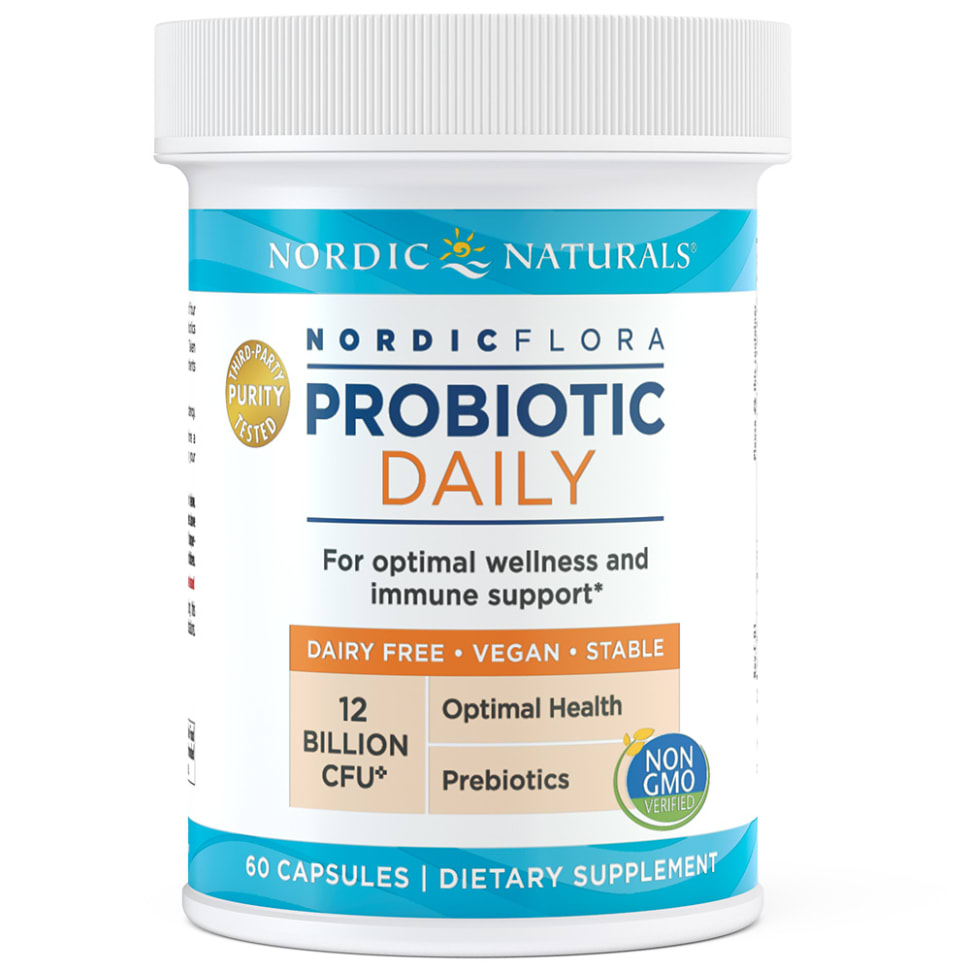 NORDIC NATURALS®
NORDICFLORA
THIRD-PARTY
PURITY
TESTED
PROBIOTIC
DAILY
For optimal wellness and
immune support*
DAIRY FREE • VEGAN • STABLE
12
BILLION
CFU✤
Optimal Health
Prebiotics
NON
GMO
VERIFIED
60 CAPSULES | DIETARY SUPPLEMENT